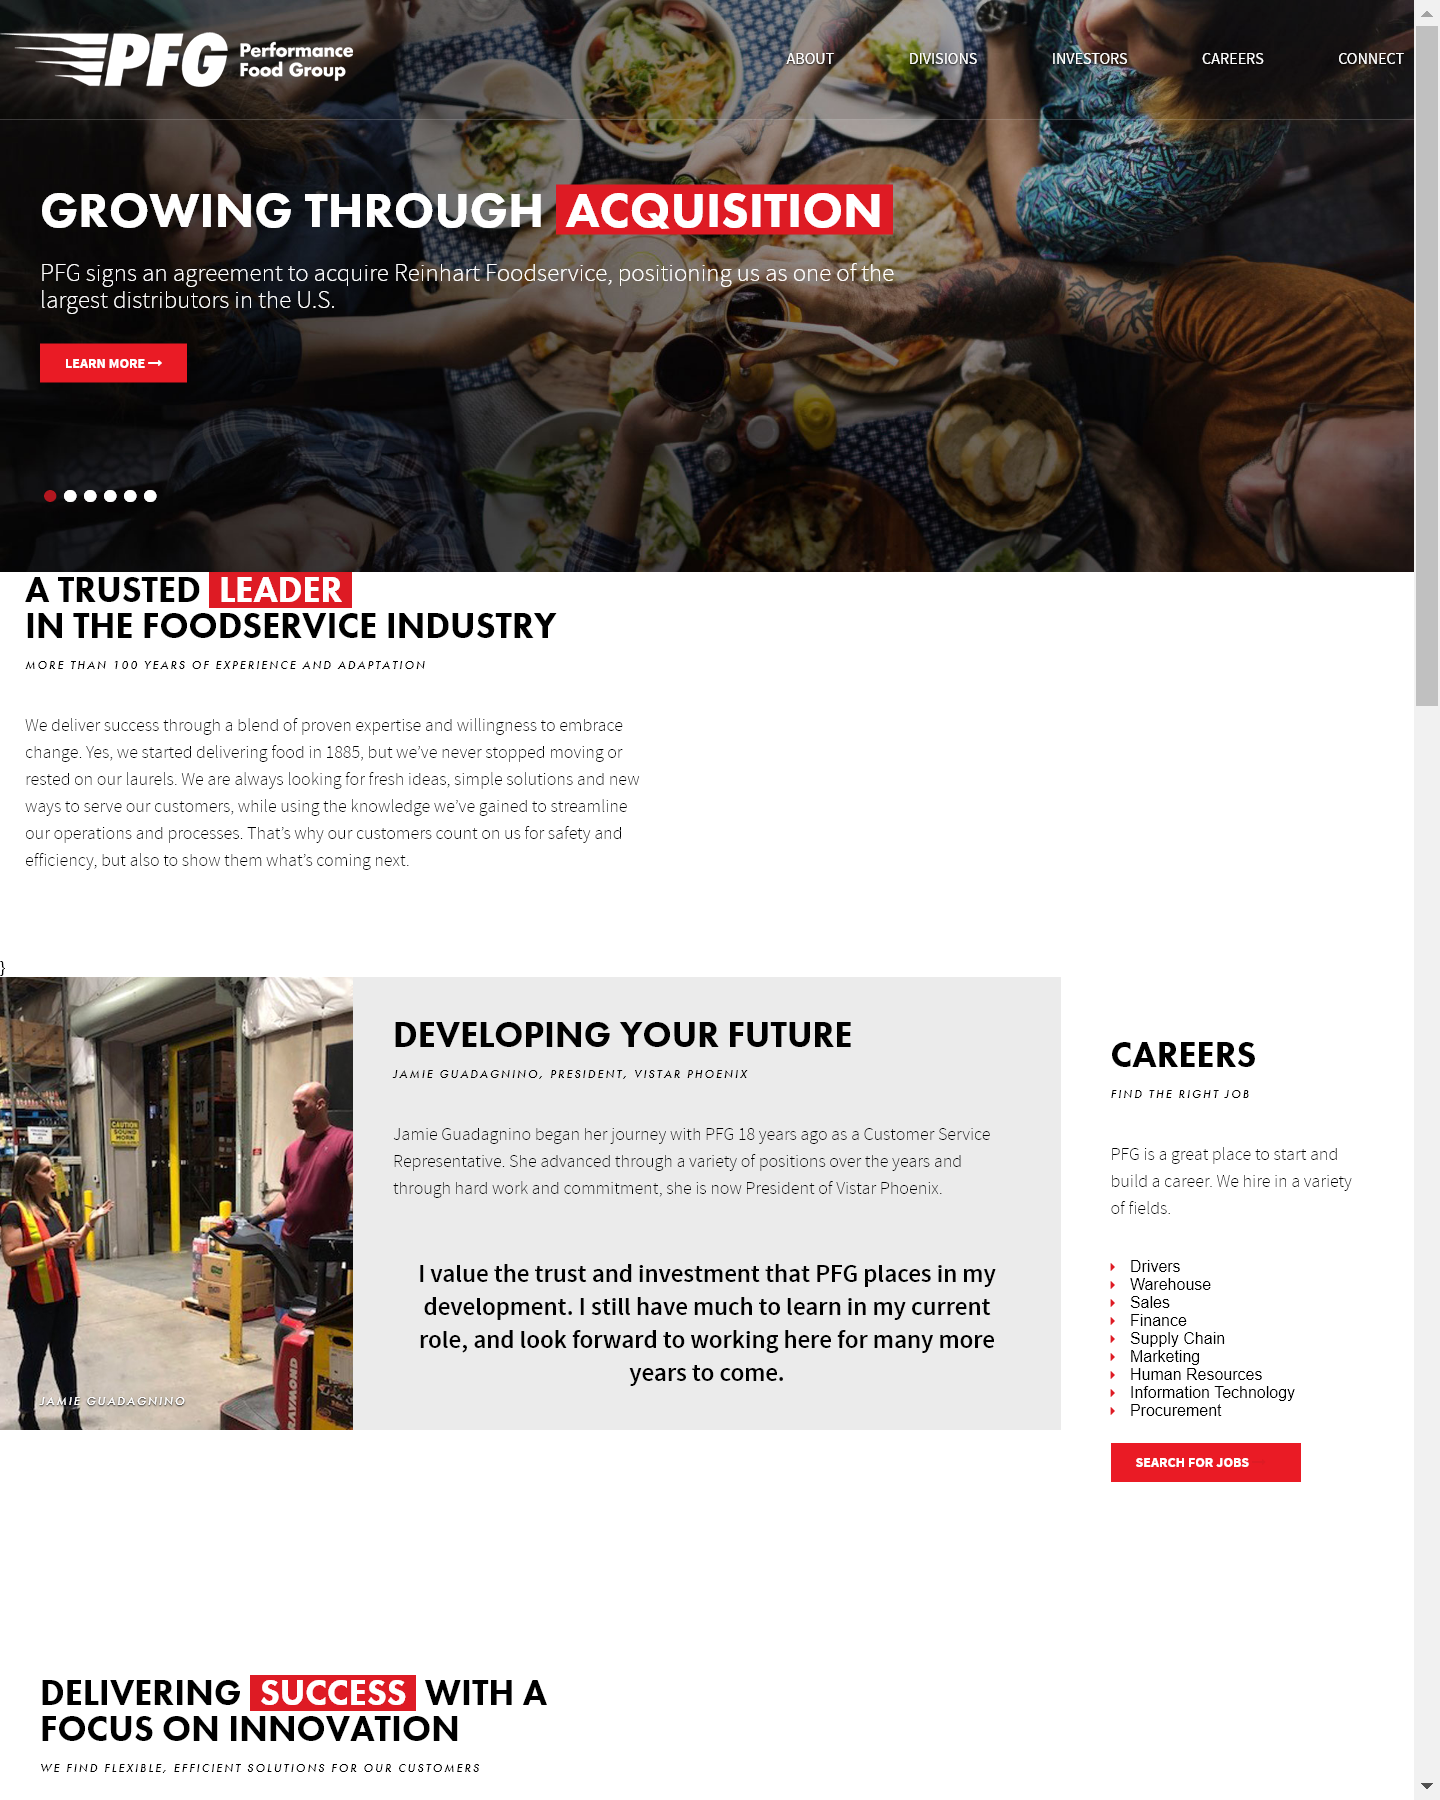 PFG Performance
Food Group
ABOUT DIVISIONS INVESTORS CAREERS CONNECT
GROWING THROUGH ACQUISITION
PFG signs an agreement to acquire Reinhart Foodservice, positioning us as one of the
largest distributors in the U.S.
LEARN MORE
A TRUSTED LEADER
IN THE FOODSERVICE INDUSTRY
MORE THAN 100 YEARS OF EXPERIENCE AND ADAPTATION
We deliver success through a blend of proven expertise and willingness to embrace
change. Yes, we started delivering food in 1885, but we’ve never stopped moving or
rested on our laurels. We are always looking for fresh ideas, simple solutions and new
ways to serve our customers, while using the knowledge we’ve gained to streamline
our operations and processes. That’s why our customers count on us for safety and
efficiency, but also to show them what’s coming next.
}
CAUTION
SOUND
HORN
RAYMOND
JAMIE GUADAGNINO
DEVELOPING YOUR FUTURE
JAMIE GUADAGNINO, PRESIDENT, VISTAR PHOENIX
Jamie Guadagnino began her journey with PFG 18 years ago as a Customer Service
Representative. She advanced through a variety of positions over the years and
through hard work and commitment, she is now President of Vistar Phoenix.
I value the trust and investment that PFG places in my
development. I still have much to learn in my current
role, and look forward to working here for many more
years to come.
CAREERS
FIND THE RIGHT JOB
PFG is a great place to start and
build a career. We hire in a variety
of fields.
Drivers
Warehouse
Sales
Finance
Supply Chain
Marketing
Human Resources
Information Technology
Procurement
SEARCH FOR JOBS
DELIVERING SUCCESS WITH A
FOCUS ON INNOVATION
WE FIND FLEXIBLE, EFFICIENT SOLUTIONS FOR OUR CUSTOMERS